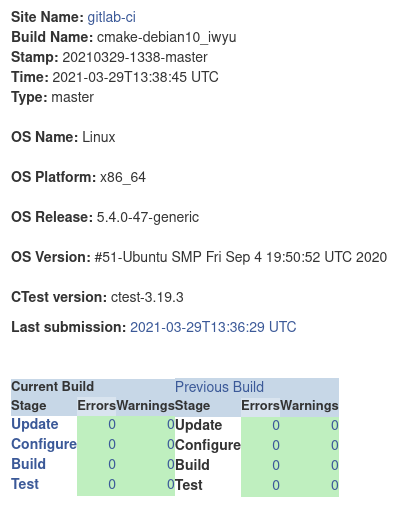 Site Name: gitlab-ci
Build Name: cmake-debian10_iwyu
Stamp: 20210329-1338-master
Time: 2021-03-29T13:38:45 UTC
Type: master
OS Name: Linux
OS Platform: x86_64
OS Release: 5.4.0-47-generic
OS Version: #51-Ubuntu SMP Fri Sep 4 19:50:52 UTC 2020
CTest version: ctest-3.19.3
Last submission: 2021-03-29T13:36:29 UTC
Current Build Previous Build
Stage Errors Warnings Stage Errors Warnings
Update 0 0 Update 0 0
Configure 0 0 Configure 0 0
Build 0 0 Build 0 0
Test 0 0 Test 0 0